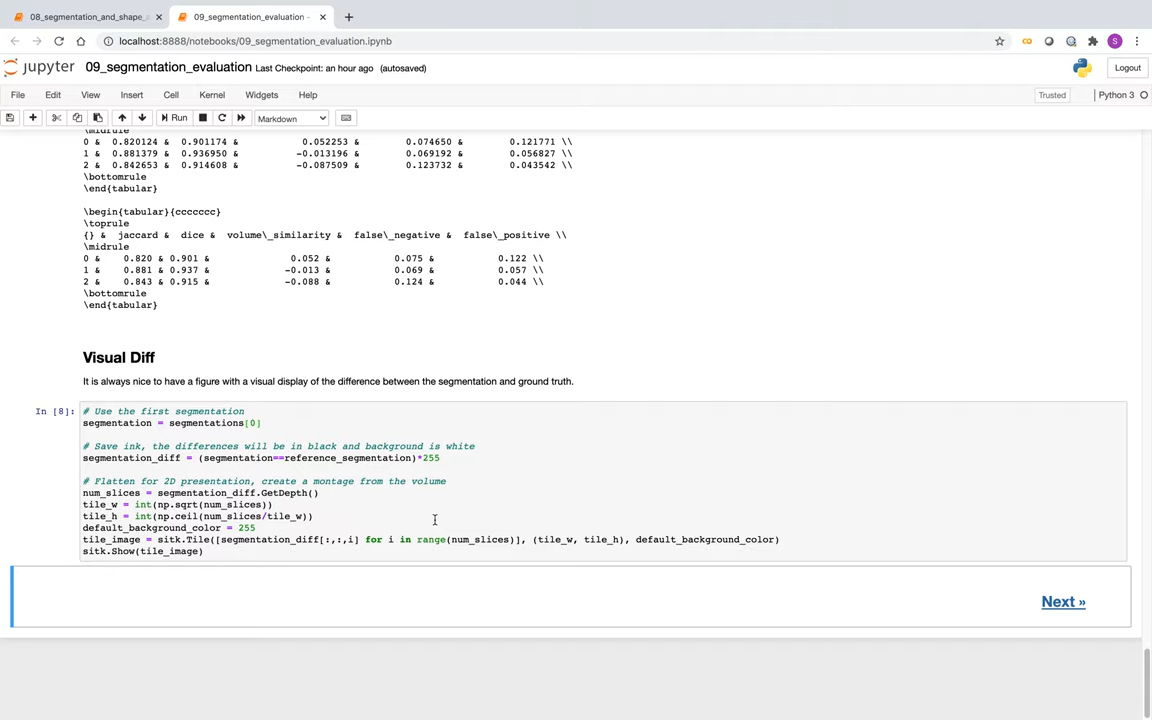 08_segmentation_and_shape_a
09_segmentation_evaluation -
localhost:8888/notebooks/09_segmentation_evaluation.ipynb
S
jupyter 09_segmentation_evaluation Last Checkpoint: an hour ago (autosaved)
Logout
File Edit View Insert Cell Kernel Widgets Help
Trusted
Python 3
Run
Markdown
\midrule
0 & 0.820124 & 0.901174 & 0.052253 & 0.074650 & 0.121771 \\
1 & 0.881379 & 0.936950 & -0.013196 & 0.069192 & 0.056827 \\
2 & 0.842653 & 0.914608 & -0.087509 & 0.123732 & 0.043542 \\
\bottomrule
\end{tabular}
\begin{tabular}{ccccccc}
\toprule
{} & jaccard & dice & volume\_similarity & false\_negative & false\_positive \\
\midrule
0 & 0.820 & 0.901 & 0.052 & 0.075 & 0.122 \\
1 & 0.881 & 0.937 & -0.013 & 0.069 & 0.057 \\
2 & 0.843 & 0.915 & -0.088 & 0.124 & 0.044 \\
\bottomrule
\end{tabular}
Visual Diff
It is always nice to have a figure with a visual display of the difference between the segmentation and ground truth.
In [8]:
# Use the first segmentation
segmentation = segmentations[0]
# Save ink, the differences will be in black and background is white
segmentation_diff = (segmentation==reference_segmentation)*255
# Flatten for 2D presentation, create a montage from the volume
num_slices = segmentation_diff.GetDepth()
tile_w = int(np.sqrt(num_slices))
tile_h = int(np.ceil(num_slices/tile_w))
default_background_color = 255
tile_image = sitk.Tile([segmentation_diff[:,:,i] for i in range(num_slices)], (tile_w, tile_h), default_background_color)
sitk.Show(tile_image)
Next »